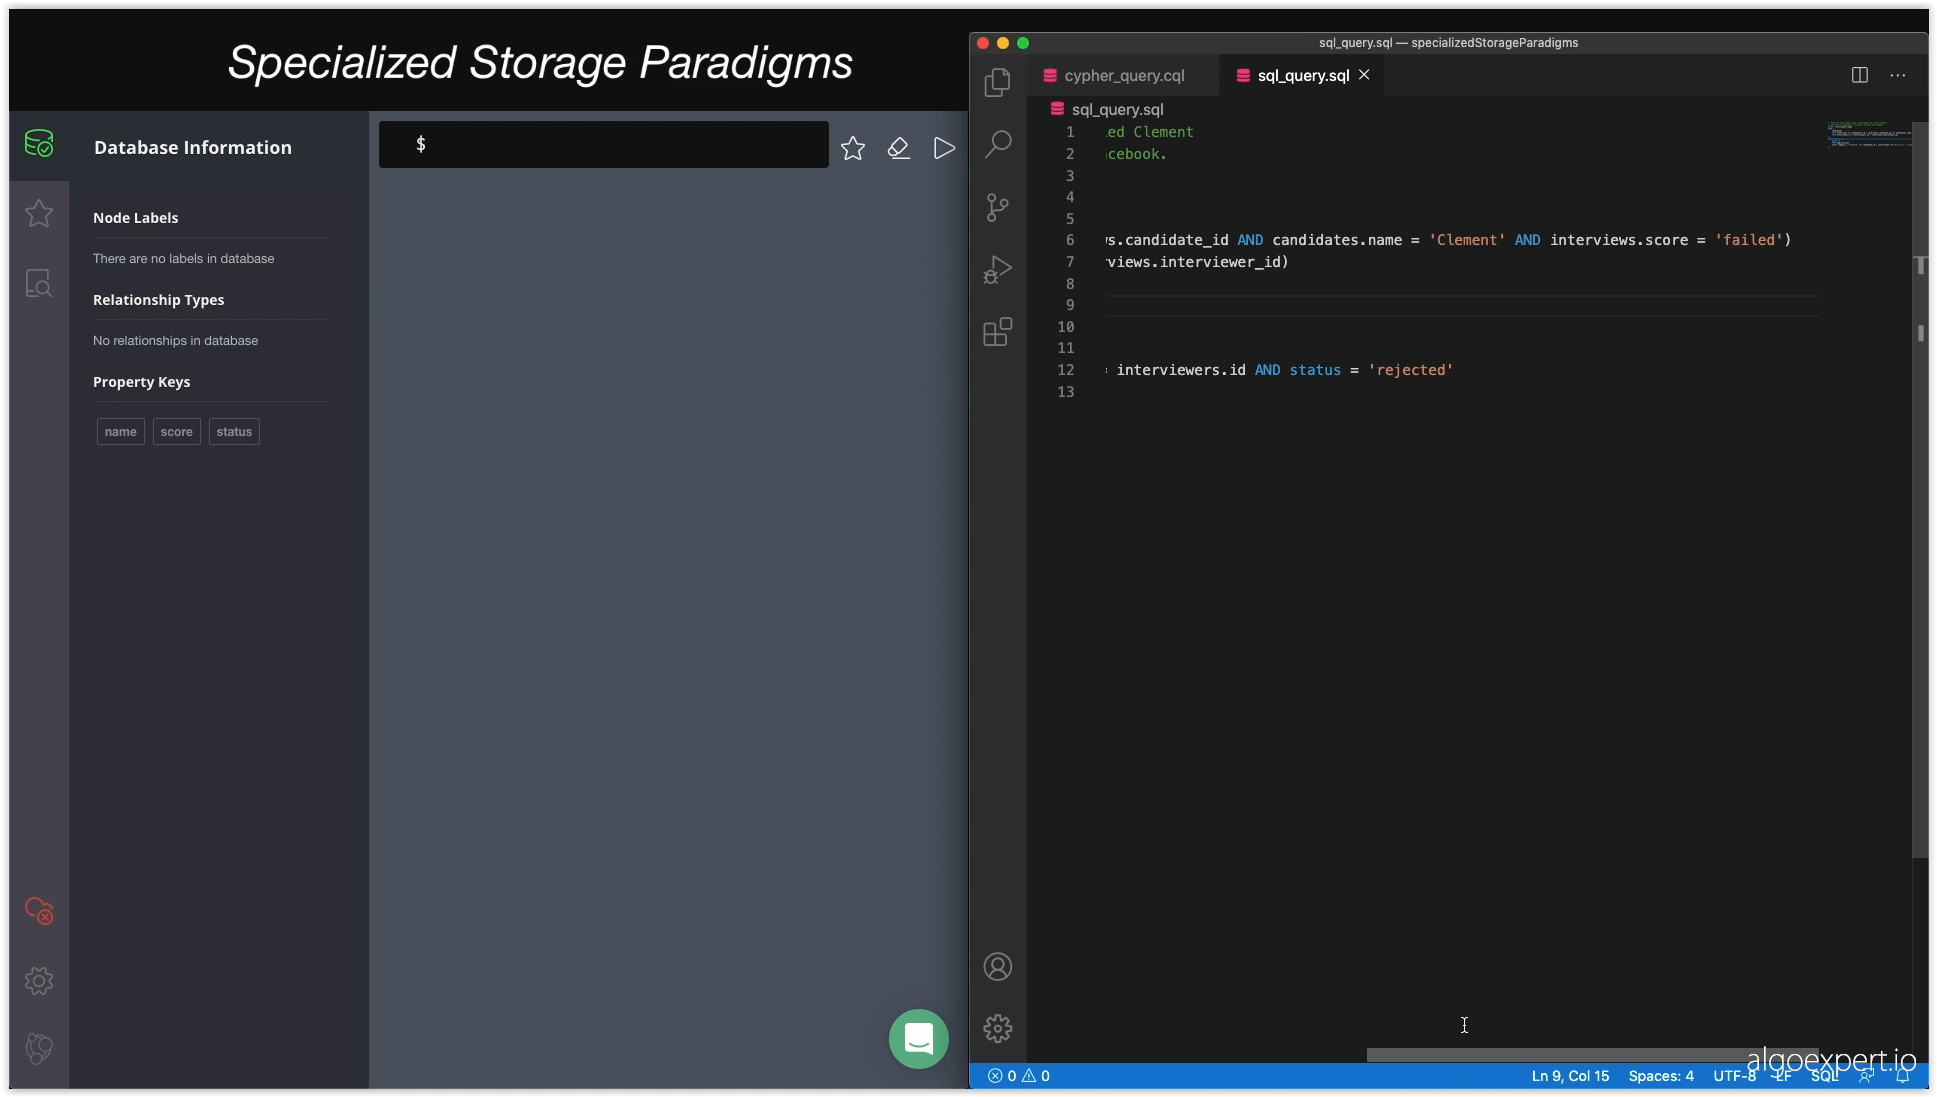 Specialized Storage Paradigms
Database Information
Node Labels
There are no labels in database
Relationship Types
No relationships in database
Property Keys
name score status
$
sql_query.sql — specializedStorageParadigms
cypher_query.cql
sql_query.sql
sql_query.sql
1 ed Clement
2 cebook.
3
4
5
6 s.candidate_id AND candidates.name = 'Clement' AND interviews.score = 'failed')
7 views.interviewer_id)
8
9
10
11
12 interviewers.id AND status = 'rejected'
13
0 0
Ln 9, Col 15 Spaces: 4 UTF-8 LF SQL
algoexpert.io